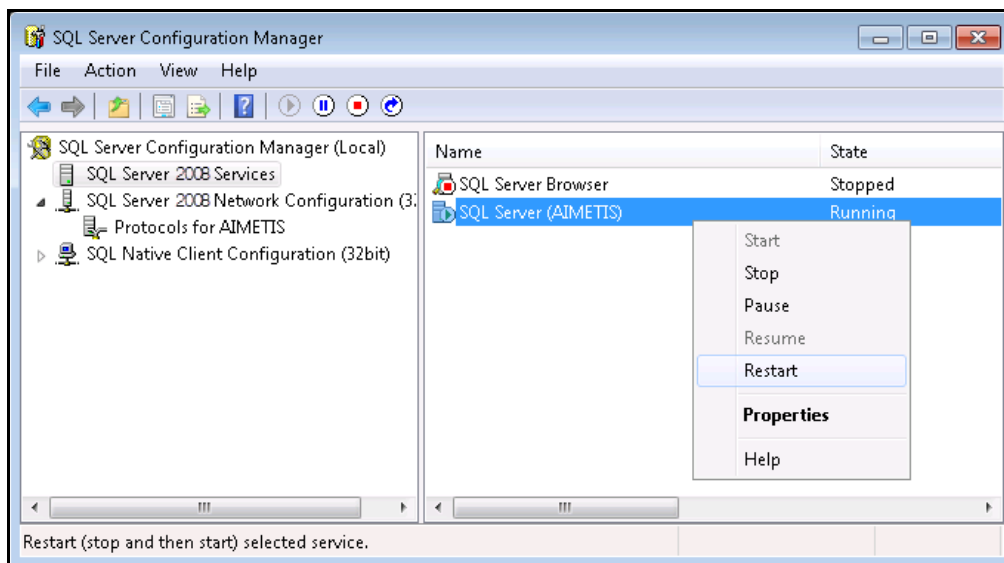 SQL Server Configuration Manager
File Action View Help
SQL Server Configuration Manager (Local)
SQL Server 2008 Services
SQL Server 2008 Network Configuration (3
Protocols for AIMETIS
SQL Native Client Configuration (32bit)
Name State
SQL Server Browser Stopped
SQL Server (AIMETIS) Running
Start
Stop
Pause
Resume
Restart
Properties
Help
Restart (stop and then start) selected service.